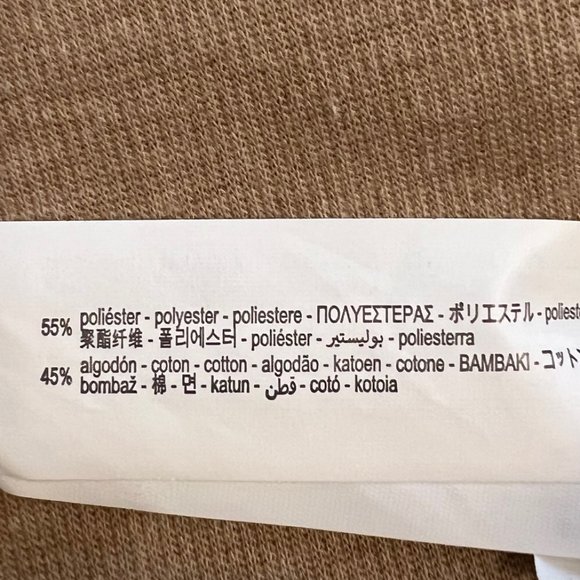 55% poliéster - polyester - poliestere - ΠΟΛΥΕΣΤΕΡΑΣ - ポリエステル - polieste
聚酯纤维 - 폴리에스터 - poliéster - بوليستير - poliesterra
45% algodón - coton - cotton - algodão - katoen - cotone - BAMBAKI - コット
bombaž - 棉 - 면 - katun - قطن - cotó - kotoia